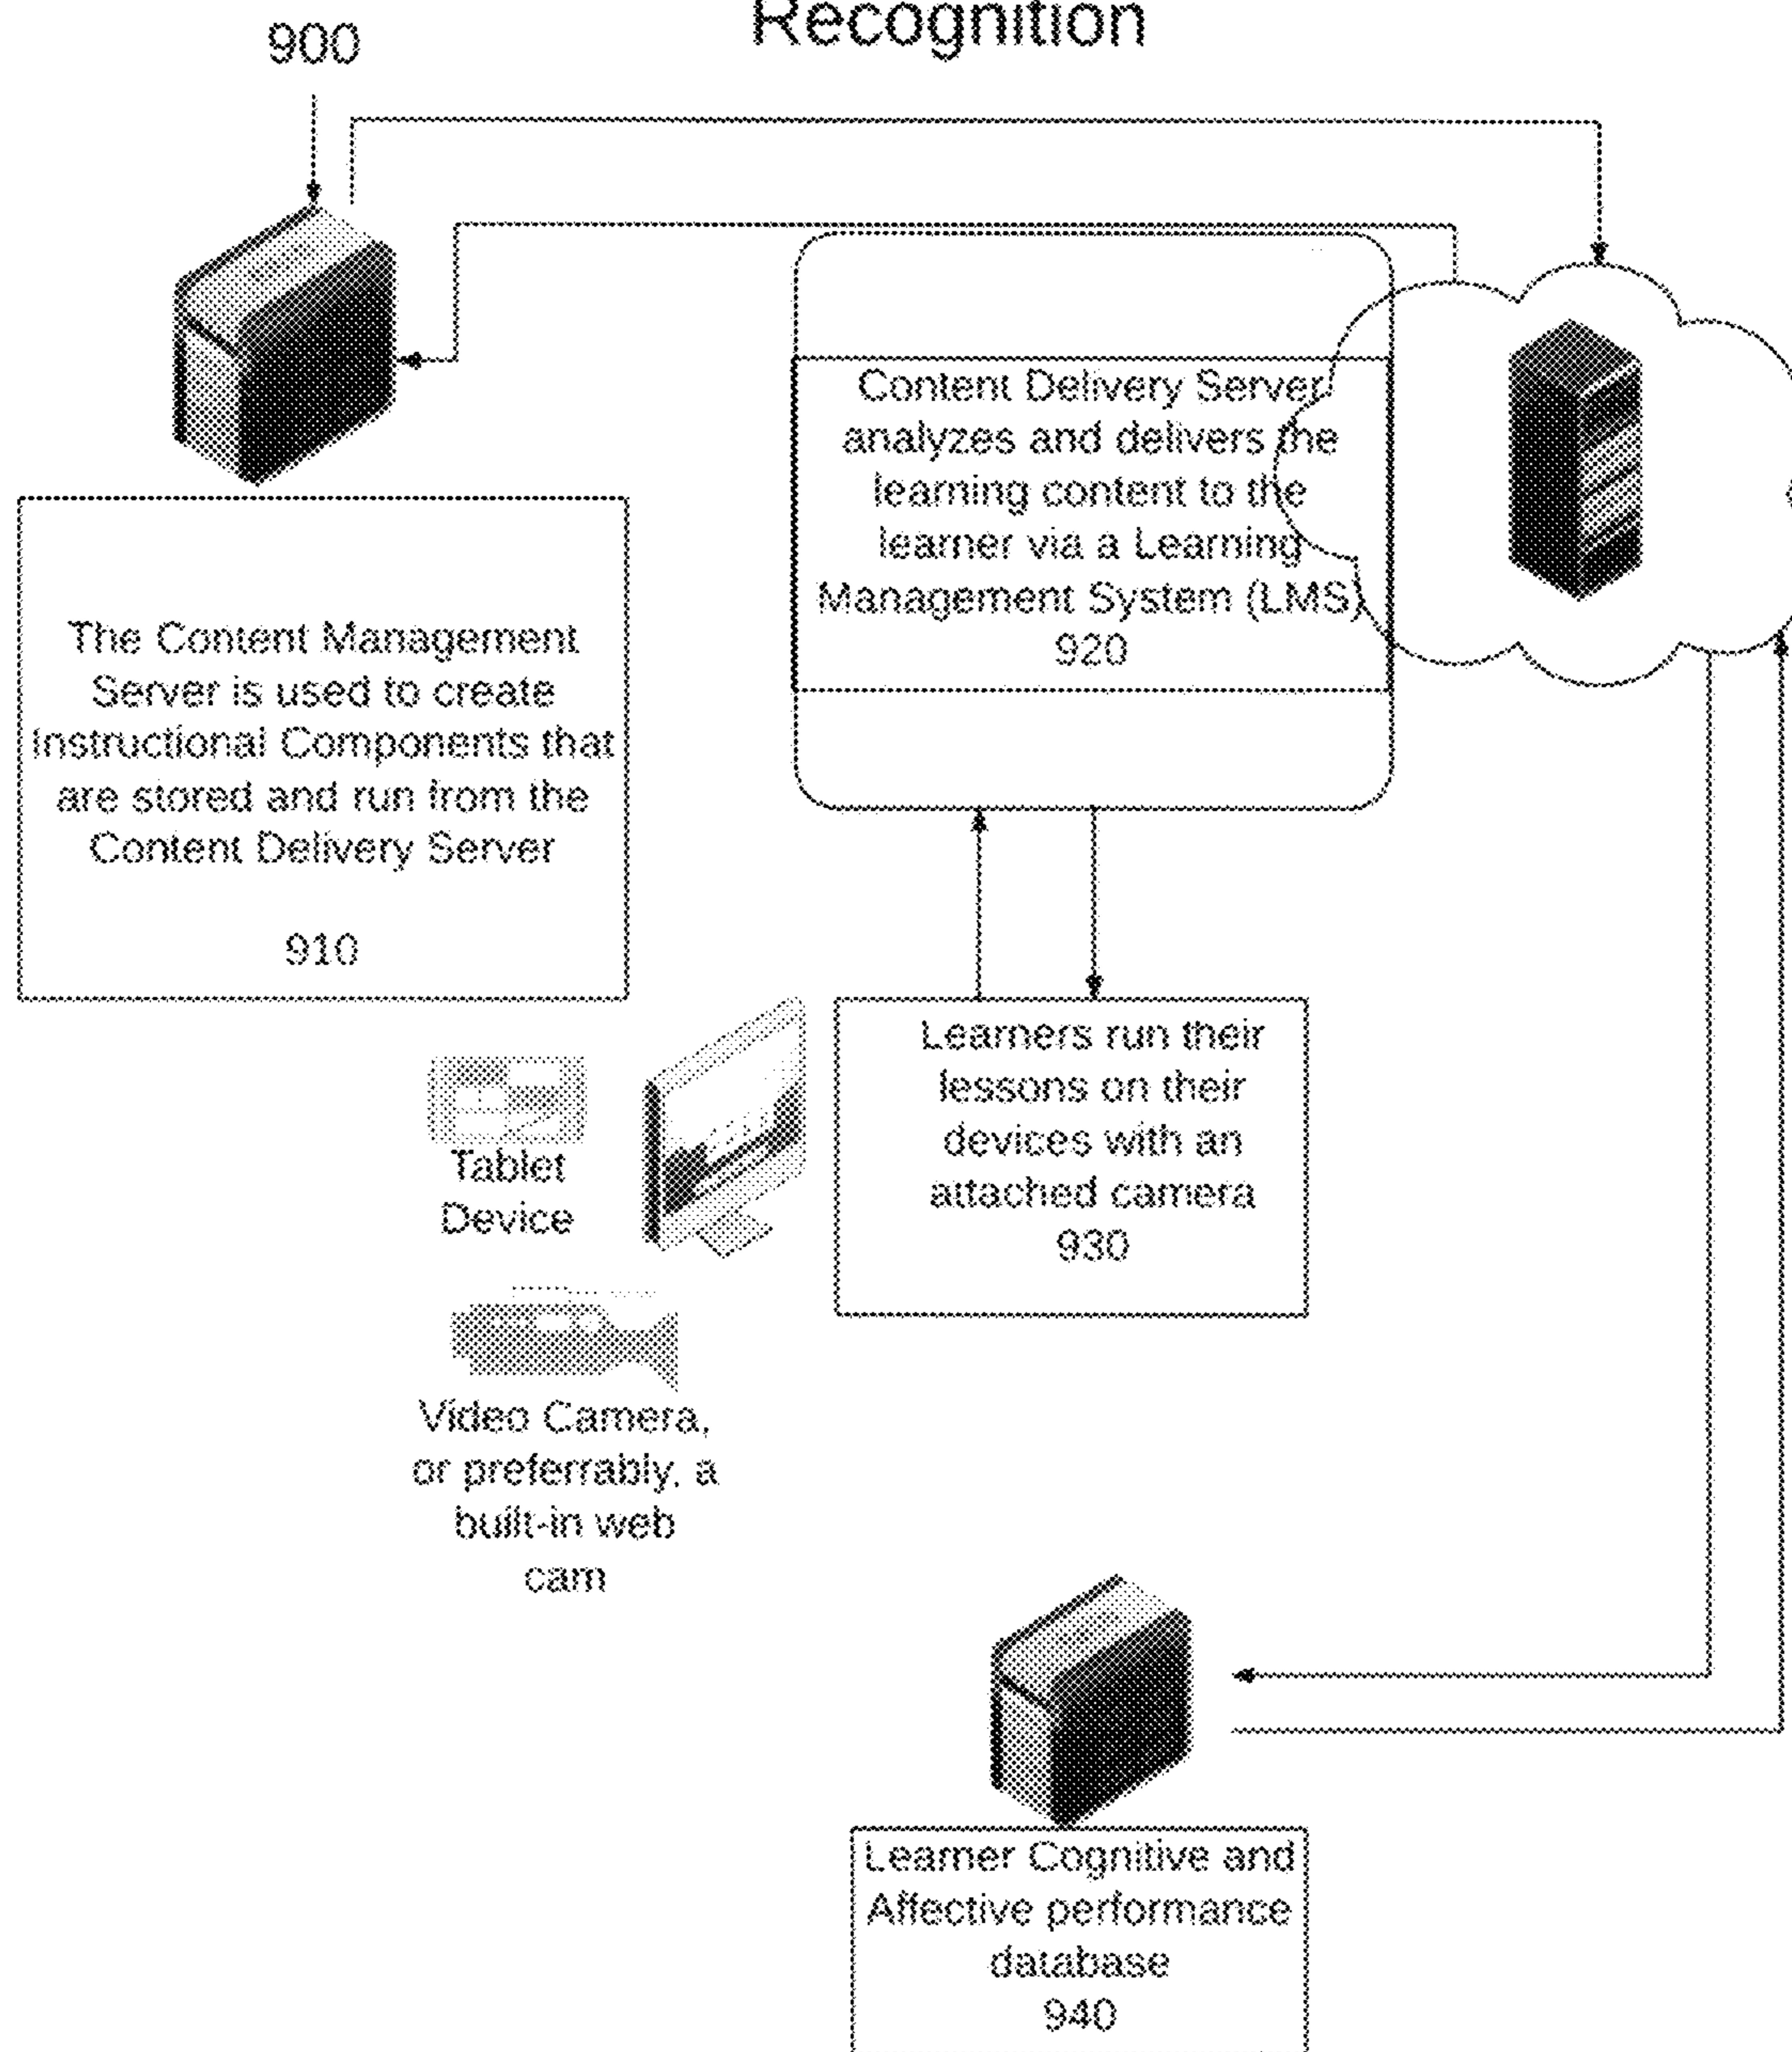 Recognition
900
Content Delivery Server
analyzes and delivers the
learning content to the
learner via a Learning
Management System (LMS)
920
The Content Management
Server is used to create
Instructional Components that
are stored and run from the
Content Delivery Server
910
Learners run their
lessons on their
devices with an
attached camera
930
Tablet
Device
Video Camera,
or preferrably, a
built-in web
cam
Learner Cognitive and
Affective performance
database
940